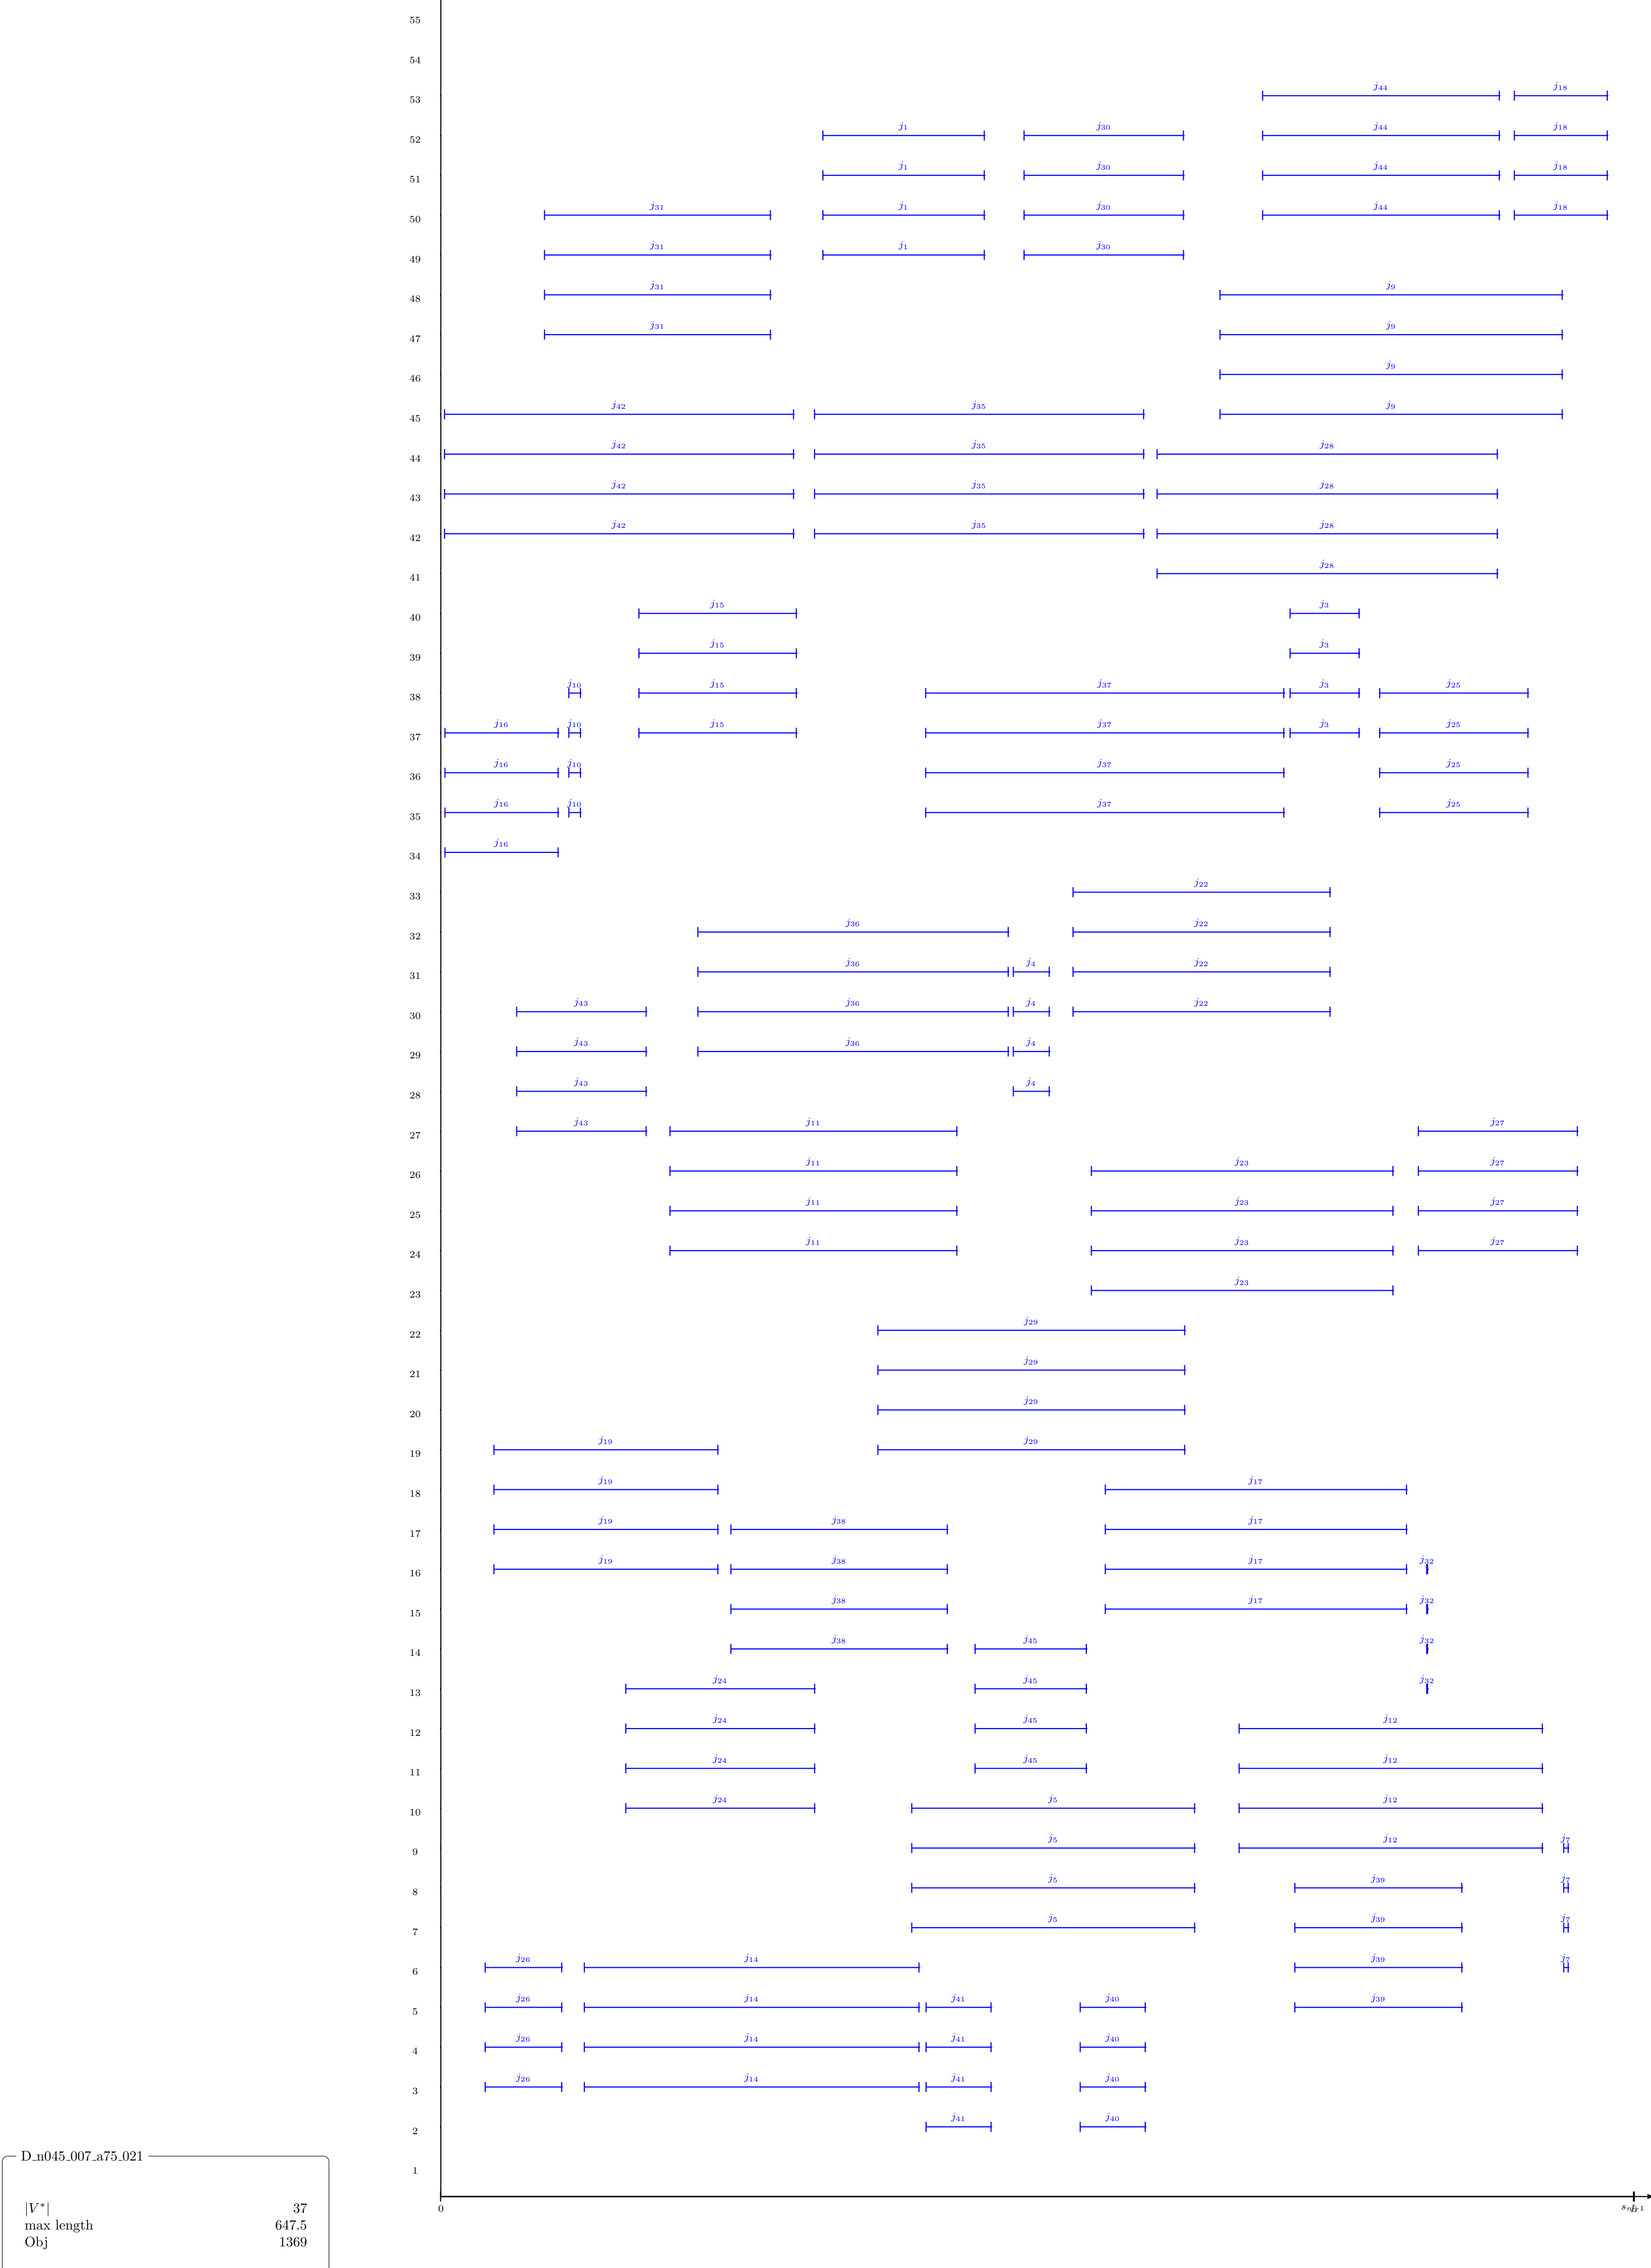 55
54
53 j44 j18
52 j1 j30 j44 j18
51 j1 j30 j44 j18
50 j31 j1 j30 j44 j18
49 j31 j1 j30
48 j31 j9
47 j31 j9
46 j9
45 j42 j35 j9
44 j42 j35 j28
43 j42 j35 j28
42 j42 j35 j28
41 j28
40 j15 j3
39 j15 j3
38 j10 j15 j37 j3 j25
37 j16 j10 j15 j37 j3 j25
36 j16 j10 j37 j25
35 j16 j10 j37 j25
34 j16
33 j22
32 j36 j22
31 j36 j4 j22
30 j43 j36 j4 j22
29 j43 j36 j4
28 j43 j4
27 j43 j11 j27
26 j11 j23 j27
25 j11 j23 j27
24 j11 j23 j27
23 j23
22 j29
21 j29
20 j29
19 j19 j29
18 j19 j17
17 j19 j38 j17
16 j19 j38 j17 j32
15 j38 j17 j32
14 j38 j45 j32
13 j24 j45 j32
12 j24 j45 j12
11 j24 j45 j12
10 j24 j5 j12
9 j5 j12 j7
8 j5 j39 j7
7 j5 j39 j7
6 j26 j14 j39 j7
5 j26 j14 j41 j40 j39
4 j26 j14 j41 j40
3 j26 j14 j41 j40
2 j41 j40
1
0
D_n045_007_a75_021
|V*| 37
max length 647.5
Obj 1369